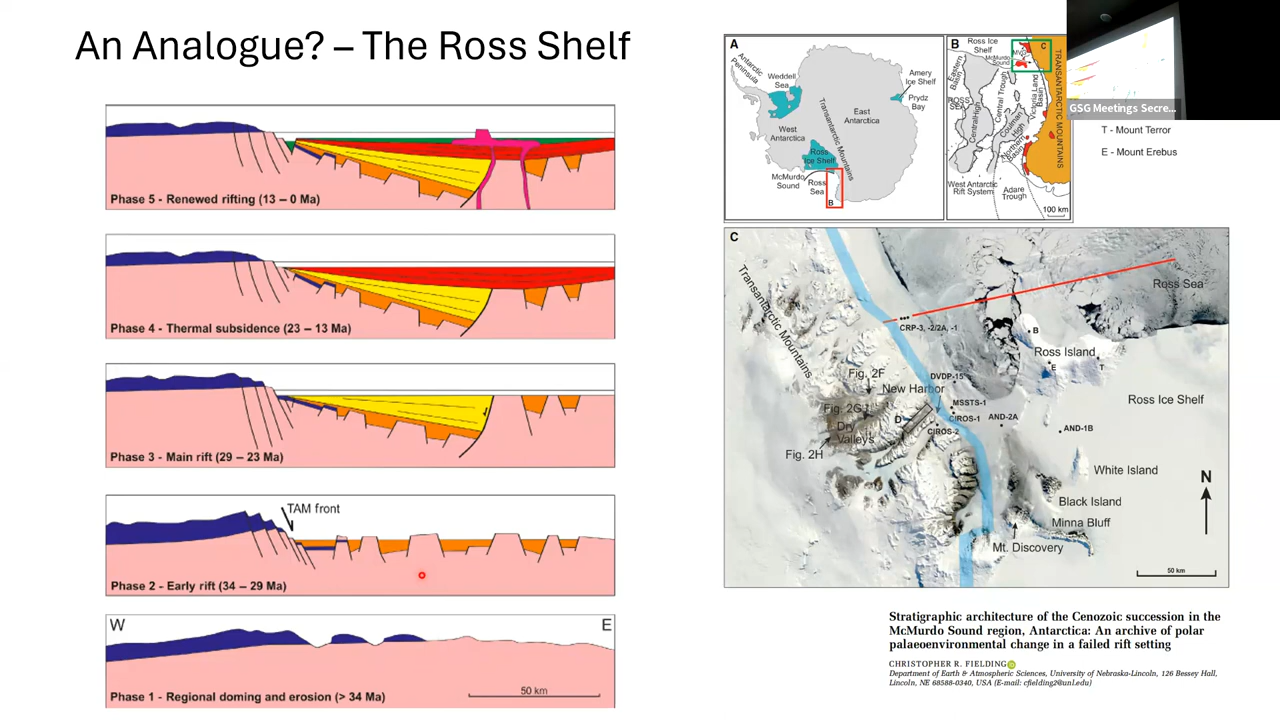 An Analogue? – The Ross Shelf
Phase 5 - Renewed rifting (13 – 0 Ma)
Phase 4 - Thermal subsidence (23 – 13 Ma)
Phase 3 - Main rift (29 – 23 Ma)
TAM front
Phase 2 - Early rift (34 – 29 Ma)
W
E
Phase 1 - Regional doming and erosion (> 34 Ma)
50 km
A
Antarctic
Peninsula
Weddell
Sea
Amery
Ice Shelf
Prydz
Bay
East
Antarctica
West
Antarctica
Transantarctic Mountains
Ross
Ice Shelf
McMurdo
Sound
Ross
Sea
B
B
Ross Ice
Shelf
McMurdo
Sound
C
Eastern
Basin
ROSS
SEA
Central High
Central Trough
Coulman
High
Victoria Land
Basin
Northern
Basin
TRANSANTARCTIC MOUNTAINS
West Antarctic
Rift System
Adare
Trough
100 km
GSG Meetings Secre...
T - Mount Terror
E - Mount Erebus
C
Transantarctic Mountains
Ross Sea
CRP-3, -2/2A, -1
B
Ross Island
E
T
Fig. 2F
DVDP-15
New Harbor
Ross Ice Shelf
MSSTS-1
Fig. 2G
D
CIROS-1
AND-2A
Dry
Valleys
CIROS-2
AND-1B
Fig. 2H
White Island
N
Black Island
Minna Bluff
Mt. Discovery
50 km
Stratigraphic architecture of the Cenozoic succession in the
McMurdo Sound region, Antarctica: An archive of polar
palaeoenvironmental change in a failed rift setting
CHRISTOPHER R. FIELDING
Department of Earth & Atmospheric Sciences, University of Nebraska-Lincoln, 126 Bessey Hall,
Lincoln, NE 68588-0340, USA (E-mail: cfielding2@unl.edu)